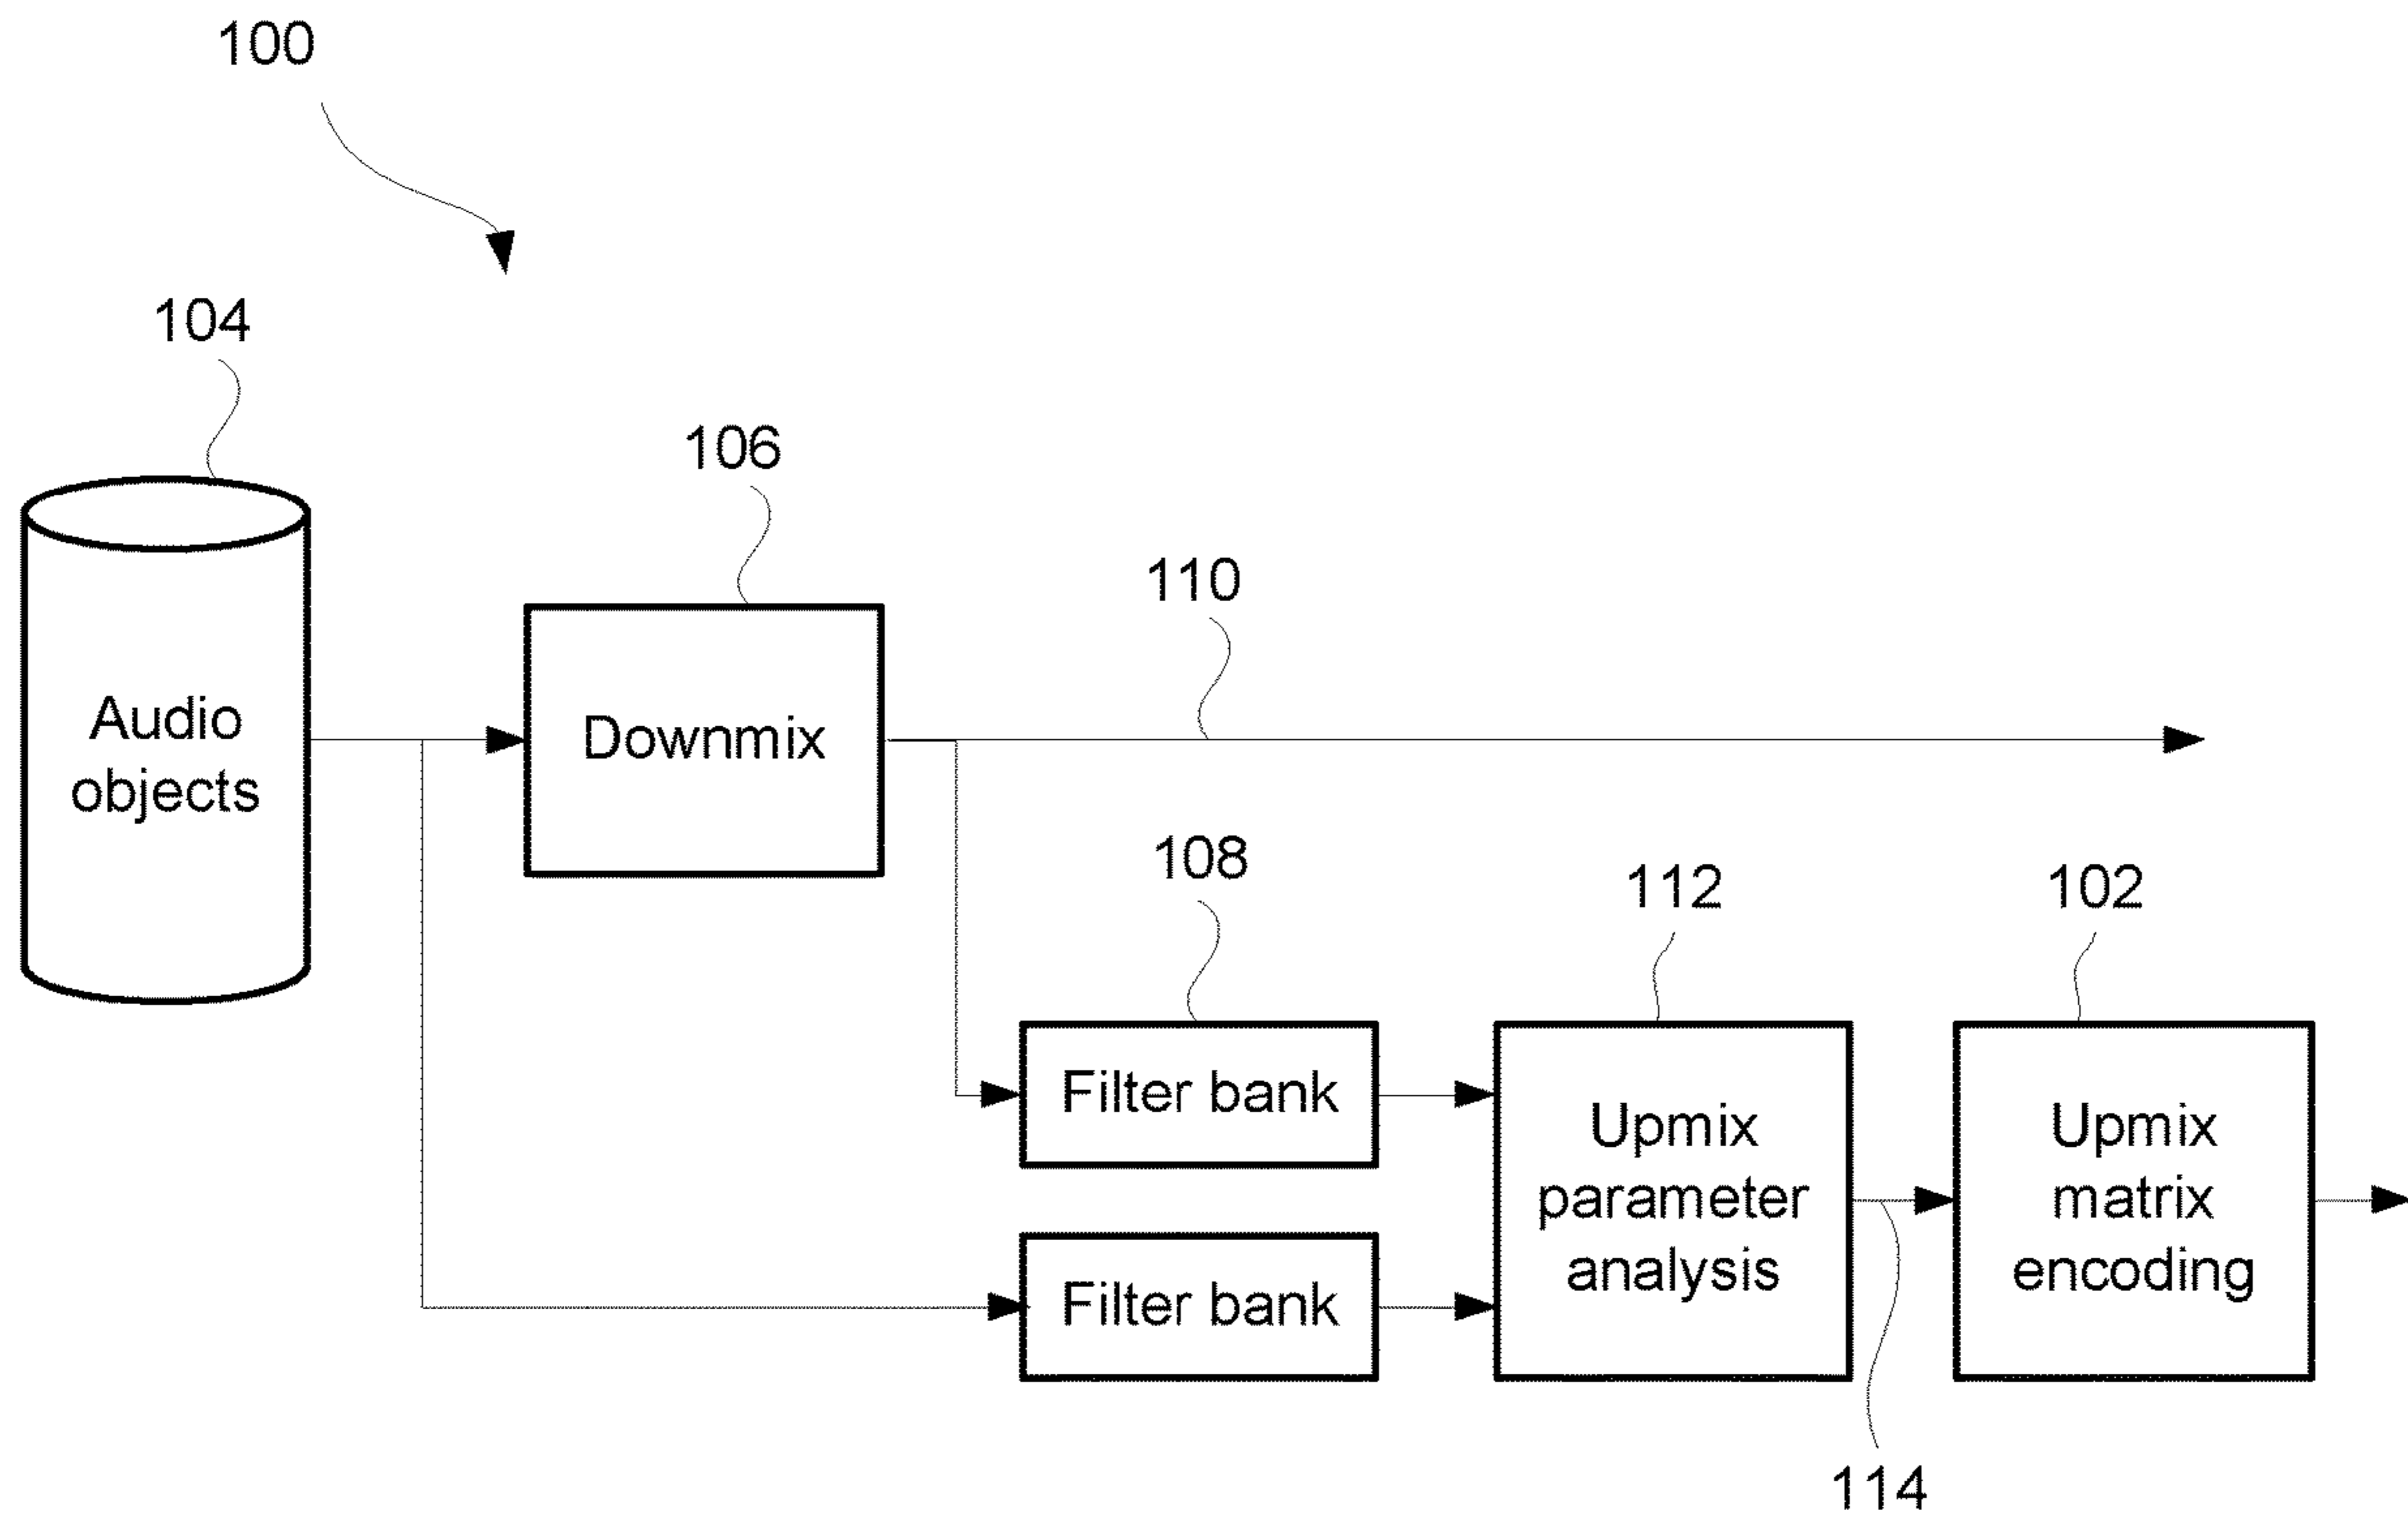 100
104
106
110
Audio
objects
Downmix
108
112
102
Filter bank
Upmix
parameter
analysis
Upmix
matrix
encoding
Filter bank
114